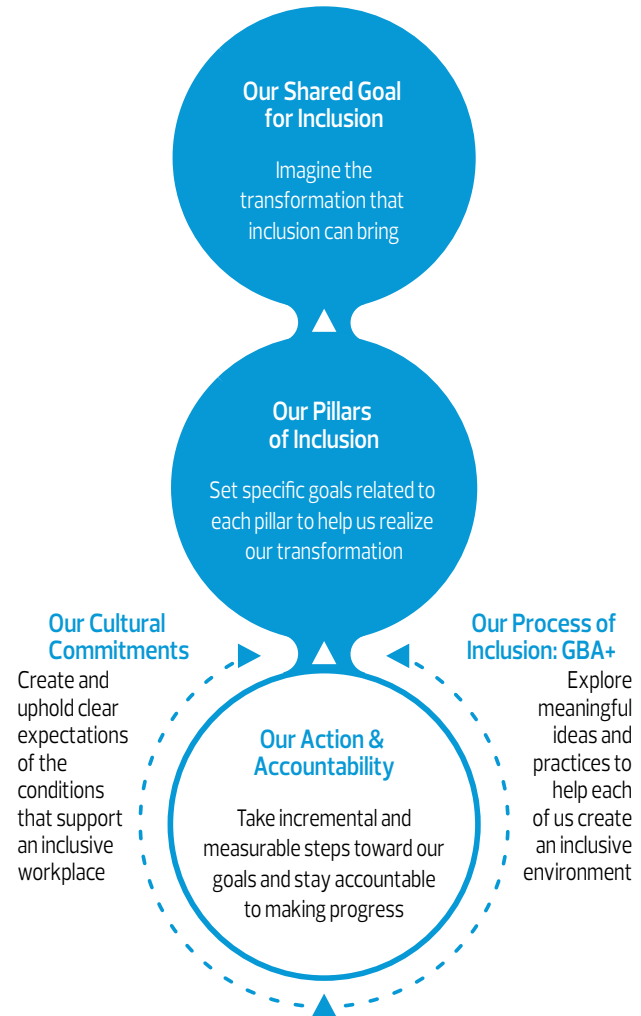 Our Shared Goal
for Inclusion
Imagine the
transformation that
inclusion can bring
Our Pillars
of Inclusion
Set specific goals related to
each pillar to help us realize
our transformation
Our Cultural
Commitments
Create and
uphold clear
expectations
of the
conditions
that support
an inclusive
workplace
Our Action &
Accountability
Take incremental and
measurable steps toward our
goals and stay accountable
to making progress
Our Process of
Inclusion: GBA+
Explore
meaningful
ideas and
practices to
help each
of us create
an inclusive
environment